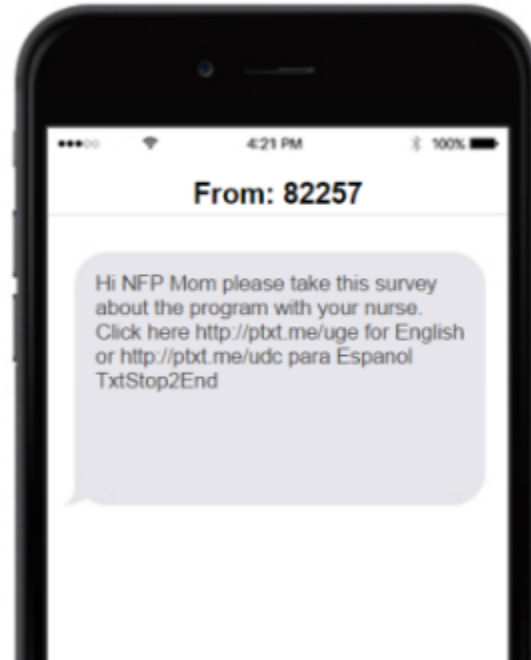 4:21 PM
100%
From: 82257
Hi NFP Mom please take this survey
about the program with your nurse.
Click here http://ptxt.me/uge for English
or http://ptxt.me/udc para Espanol
TxtStop2End